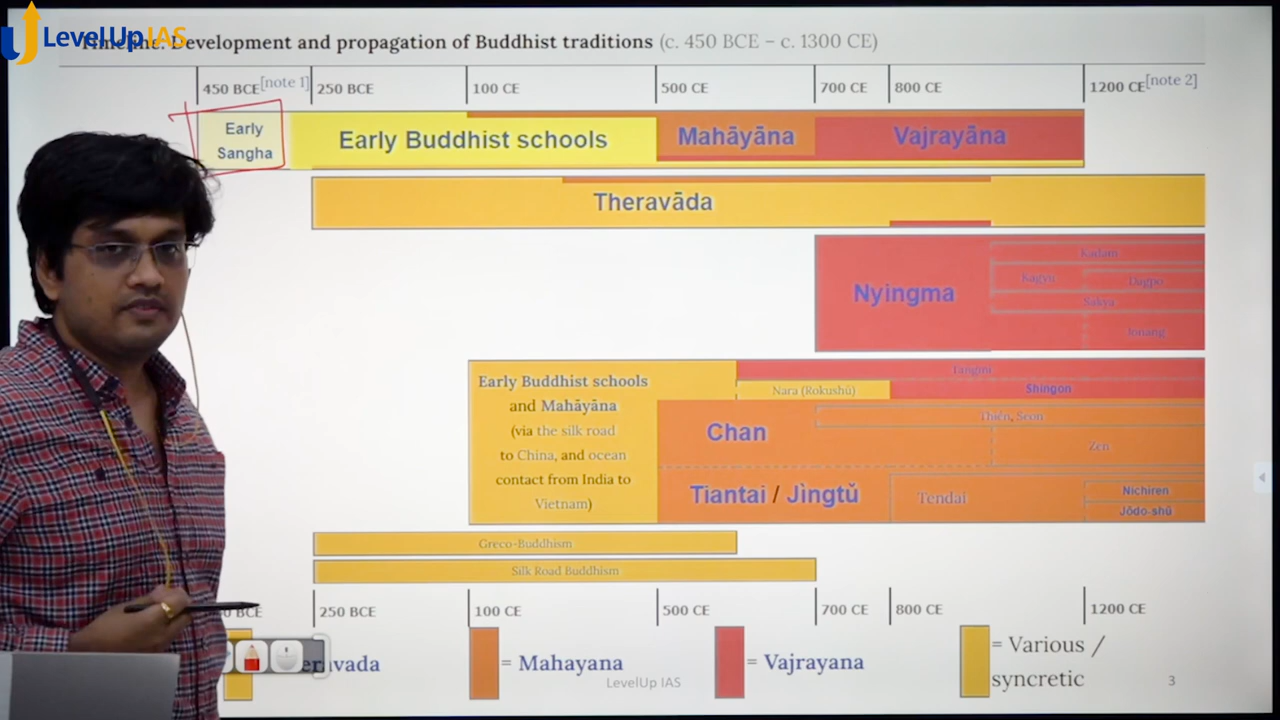 LevelUp IAS
Timeline: Development and propagation of Buddhist traditions (c. 450 BCE – c. 1300 CE)
450 BCE[note 1] 250 BCE 100 CE 500 CE 700 CE 800 CE 1200 CE[note 2]
Early
Sangha
Early Buddhist schools
Mahāyāna
Vajrayāna
Theravāda
Nyingma
Kadam
Kagyu
Dagpo
Sakya
Jonang
Early Buddhist schools
and Mahāyāna
(via the silk road
to China, and ocean
contact from India to
Vietnam)
Tangmi
Nara (Rokushū)
Shingon
Chan
Thiền, Seon
Zen
Tiantai / Jìngtǔ
Tendai
Nichiren
Jōdo-shū
Greco-Buddhism
Silk Road Buddhism
BCE 250 BCE 100 CE 500 CE 700 CE 800 CE 1200 CE
eravada
= Mahayana
= Vajrayana
= Various /
syncretic
LevelUp IAS
3